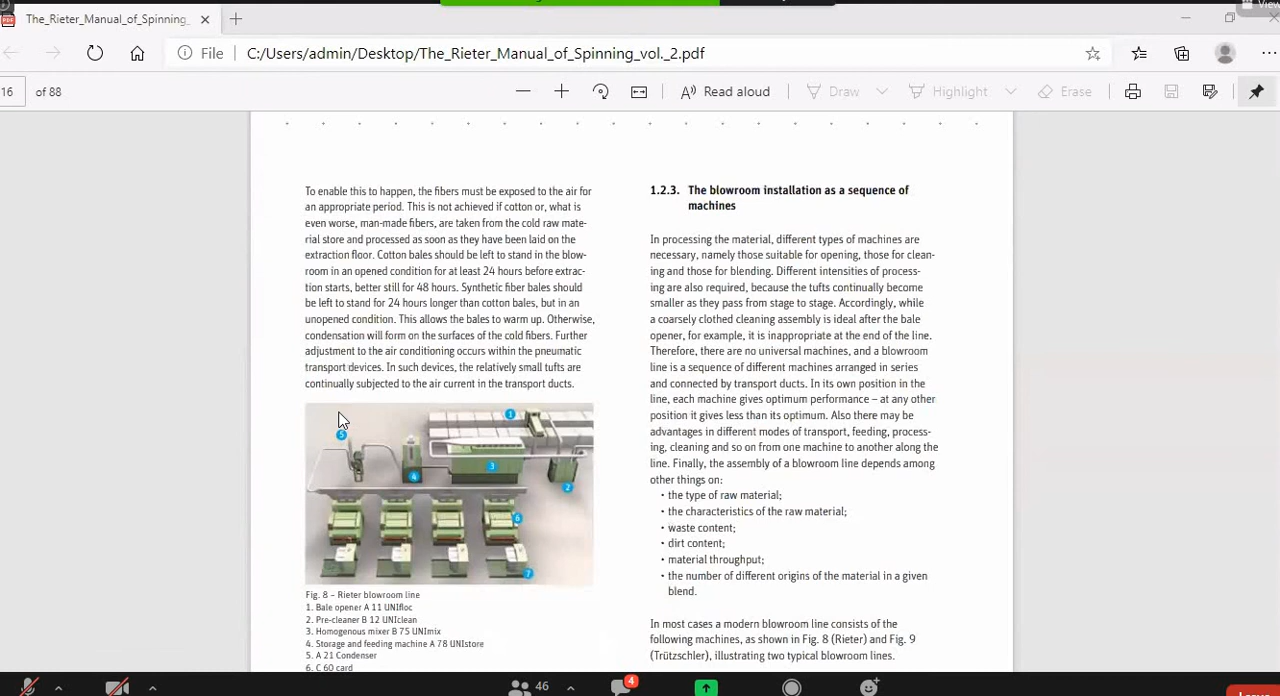 The_Rieter_Manual_of_Spinning_
File
C:/Users/admin/Desktop/The_Rieter_Manual_of_Spinning_vol._2.pdf
16 of 88
Read aloud
Draw
Highlight
Erase
To enable this to happen, the fibers must be exposed to the air for
an appropriate period. This is not achieved if cotton or, what is
even worse, man-made fibers, are taken from the cold raw mate-
rial store and processed as soon as they have been laid on the
extraction floor. Cotton bales should be left to stand in the blow-
room in an opened condition for at least 24 hours before extrac-
tion starts, better still for 48 hours. Synthetic fiber bales should
be left to stand for 24 hours longer than cotton bales, but in an
unopened condition. This allows the bales to warm up. Otherwise,
condensation will form on the surfaces of the cold fibers. Further
adjustment to the air conditioning occurs within the pneumatic
transport devices. In such devices, the relatively small tufts are
continually subjected to the air current in the transport ducts.
1
5
3
4
2
6
7
Fig. 8 – Rieter blowroom line
1. Bale opener A 11 UNIfloc
2. Pre-cleaner B 12 UNIclean
3. Homogenous mixer B 75 UNImix
4. Storage and feeding machine A 78 UNIstore
5. A 21 Condenser
6. C 60 card
1.2.3. The blowroom installation as a sequence of
machines
In processing the material, different types of machines are
necessary, namely those suitable for opening, those for clean-
ing and those for blending. Different intensities of process-
ing are also required, because the tufts continually become
smaller as they pass from stage to stage. Accordingly, while
a coarsely clothed cleaning assembly is ideal after the bale
opener, for example, it is inappropriate at the end of the line.
Therefore, there are no universal machines, and a blowroom
line is a sequence of different machines arranged in series
and connected by transport ducts. In its own position in the
line, each machine gives optimum performance – at any other
position it gives less than its optimum. Also there may be
advantages in different modes of transport, feeding, process-
ing, cleaning and so on from one machine to another along the
line. Finally, the assembly of a blowroom line depends among
other things on:
• the type of raw material;
• the characteristics of the raw material;
• waste content;
• dirt content;
• material throughput;
• the number of different origins of the material in a given
blend.
In most cases a modern blowroom line consists of the
following machines, as shown in Fig. 8 (Rieter) and Fig. 9
(Trützschler), illustrating two typical blowroom lines.
46
4